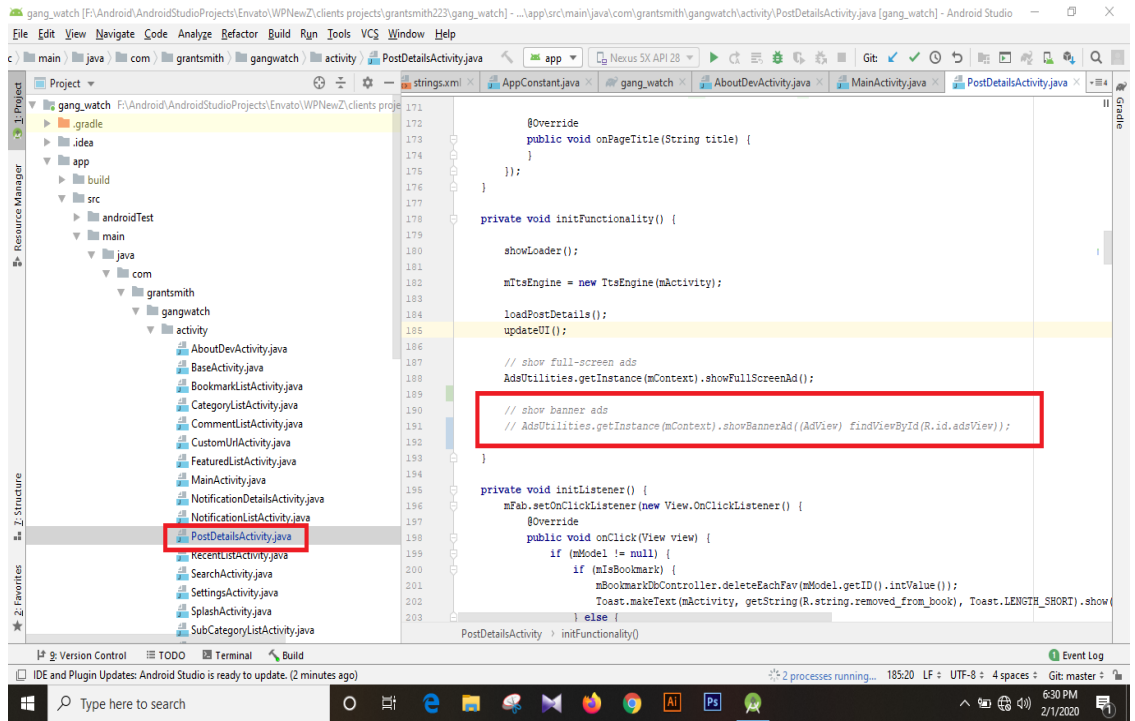 gang_watch [F:\Android\AndroidStudioProjects\Envato\WPNewZ\clients projects\grantsmith223\gang_watch] - ...\app\src\main\java\com\grantsmith\gangwatch\activity\PostDetailsActivity.java [gang_watch] - Android Studio
File Edit View Navigate Code Analyze Refactor Build Run Tools VCS Window Help
c main java com grantsmith gangwatch activity PostDetailsActivity.java app Nexus 5X API 28 Git:
Project strings.xml AppConstant.java gang_watch AboutDevActivity.java MainActivity.java PostDetailsActivity.java 4
1: Project
Resource Manager
7: Structure
2: Favorites
Gradle
gang_watch F:\Android\AndroidStudioProjects\Envato\WPNewZ\clients proje
.gradle
.idea
app
build
src
androidTest
main
java
com
grantsmith
gangwatch
activity
AboutDevActivity.java
BaseActivity.java
BookmarkListActivity.java
CategoryListActivity.java
CommentListActivity.java
CustomUrlActivity.java
FeaturedListActivity.java
MainActivity.java
NotificationDetailsActivity.java
NotificationListActivity.java
PostDetailsActivity.java
RecentListActivity.java
SearchActivity.java
SettingsActivity.java
SplashActivity.java
SubCategoryListActivity.java
171
172 @Override
173 public void onPageTitle(String title) {
174 }
175 });
176 }
177
178 private void initFunctionality() {
179
180 showLoader();
181
182 mTtsEngine = new TtsEngine(mActivity);
183
184 loadPostDetails();
185 updateUI();
186
187 // show full-screen ads
188 AdsUtilities.getInstance(mContext).showFullScreenAd();
189
190 // show banner ads
191 // AdsUtilities.getInstance(mContext).showBannerAd((AdView) findViewById(R.id.adsView));
192
193 }
194
195 private void initListener() {
196 mFab.setOnClickListener(new View.OnClickListener() {
197 @Override
198 public void onClick(View view) {
199 if (mModel != null) {
200 if (mIsBookmark) {
201 mBookmarkDbController.deleteEachFav(mModel.getID().intValue());
202 Toast.makeText(mActivity, getString(R.string.removed_from_book), Toast.LENGTH_SHORT).show(
203 } else {
PostDetailsActivity initFunctionality()
9: Version Control TODO Terminal Build 1 Event Log
IDE and Plugin Updates: Android Studio is ready to update. (2 minutes ago) 2 processes running... 185:20 LF UTF-8 4 spaces Git: master
Type here to search Ai Ps 6:30 PM
2/1/2020 1